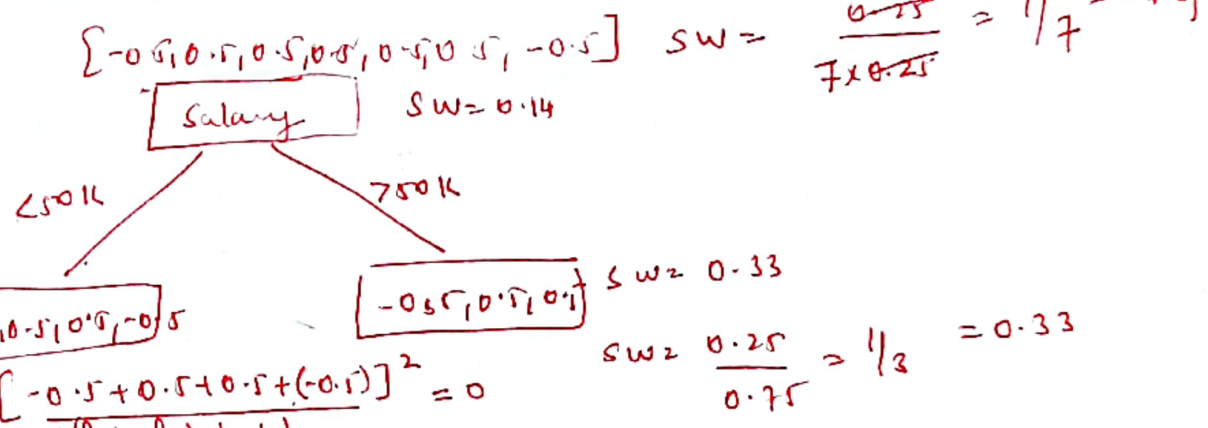 [-0.5,0.5,0.5,0.5,0.5,0.5,-0.5] SW = 0.25 / 7x0.25 = 1/7
Salary SW=0.14
<50K >50K
-0.5,0.5,0.5 SW= 0.33
0.5,0.5,-0.5
SW= 0.25 / 0.75 = 1/3 = 0.33
[-0.5+0.5+0.5+(-0.5)]² = 0